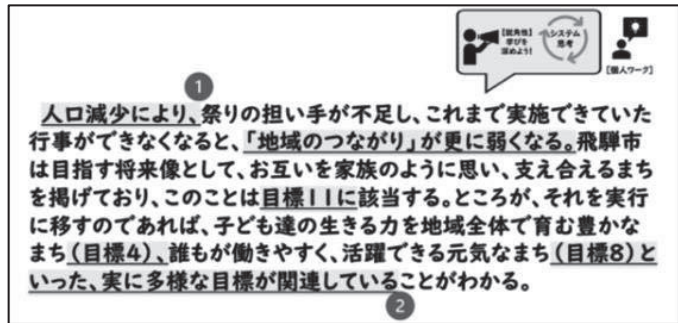 【鋭角性】
学びを
深めよう！
システム
思考
【個人ワーク】
1
人口減少により、祭りの担い手が不足し、これまで実施できていた
行事ができなくなると、「地域のつながり」が更に弱くなる。飛騨市
は目指す将来像として、お互いを家族のように思い、支え合えるまち
を掲げており、このことは目標11に該当する。ところが、それを実行
に移すのであれば、子ども達の生きる力を地域全体で育む豊かな
まち（目標4）、誰もが働きやすく、活躍できる元気なまち（目標8）と
いった、実に多様な目標が関連していることがわかる。
2